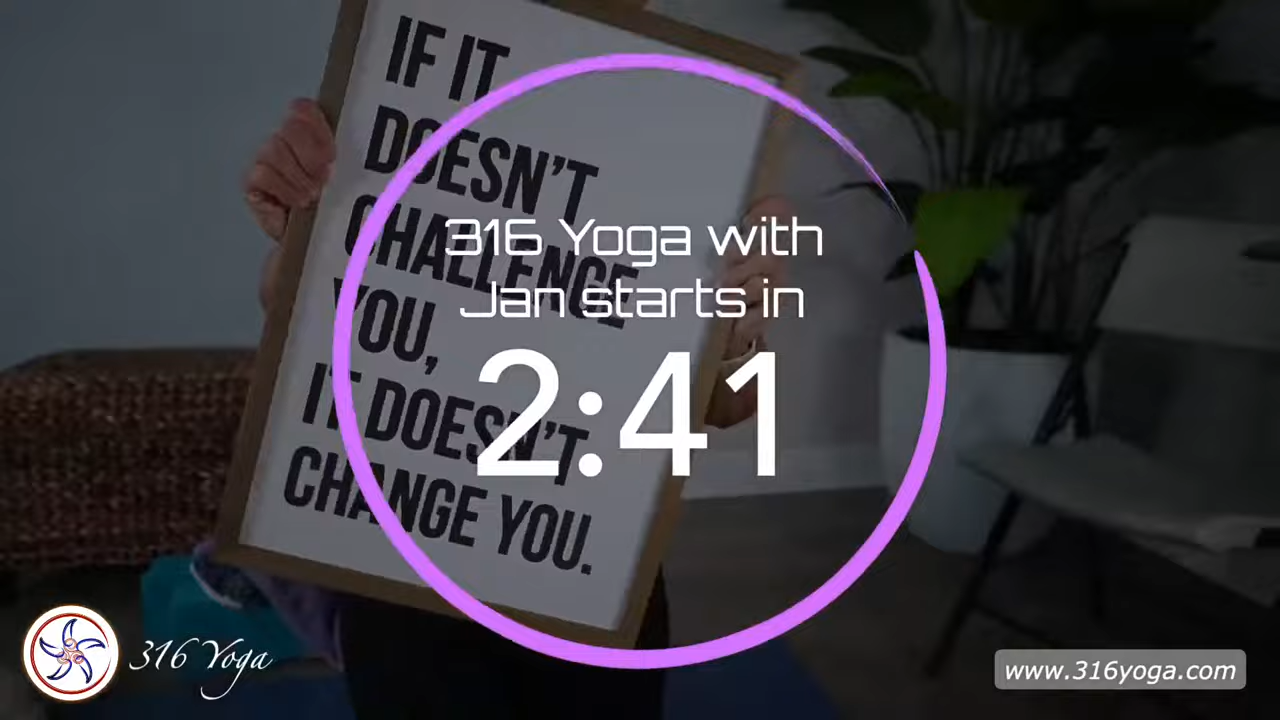 IF IT
DOESN'T
CHALLENGE
YOU,
IT DOESN'T
CHANGE YOU.
316 Yoga with
Jan starts in
2:41
316 Yoga
www.316yoga.com